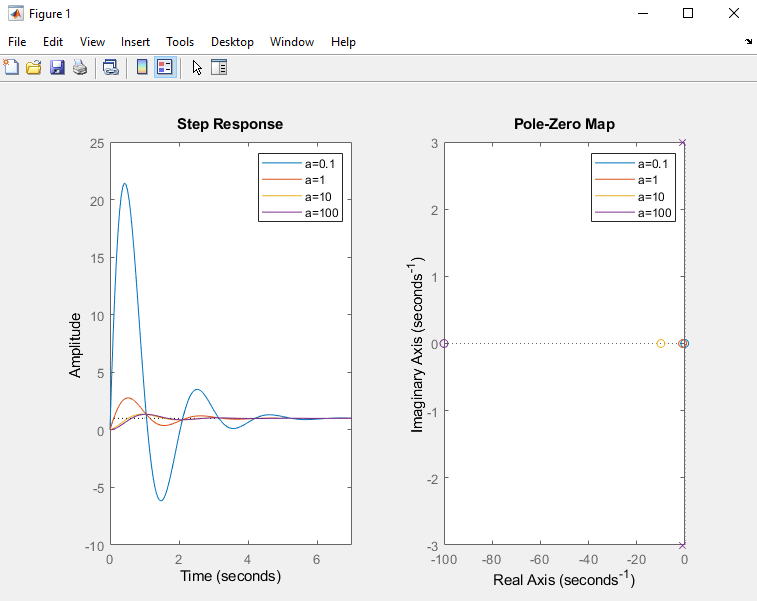 Figure 1
File Edit View Insert Tools Desktop Window Help
Step Response
25
20
15
10
5
0
-5
-10
Amplitude
a=0.1
a=1
a=10
a=100
0 2 4 6
Time (seconds)
Pole-Zero Map
3
2
1
0
-1
-2
-3
Imaginary Axis (seconds-1)
a=0.1
a=1
a=10
a=100
-100 -80 -60 -40 -20 0
Real Axis (seconds-1)